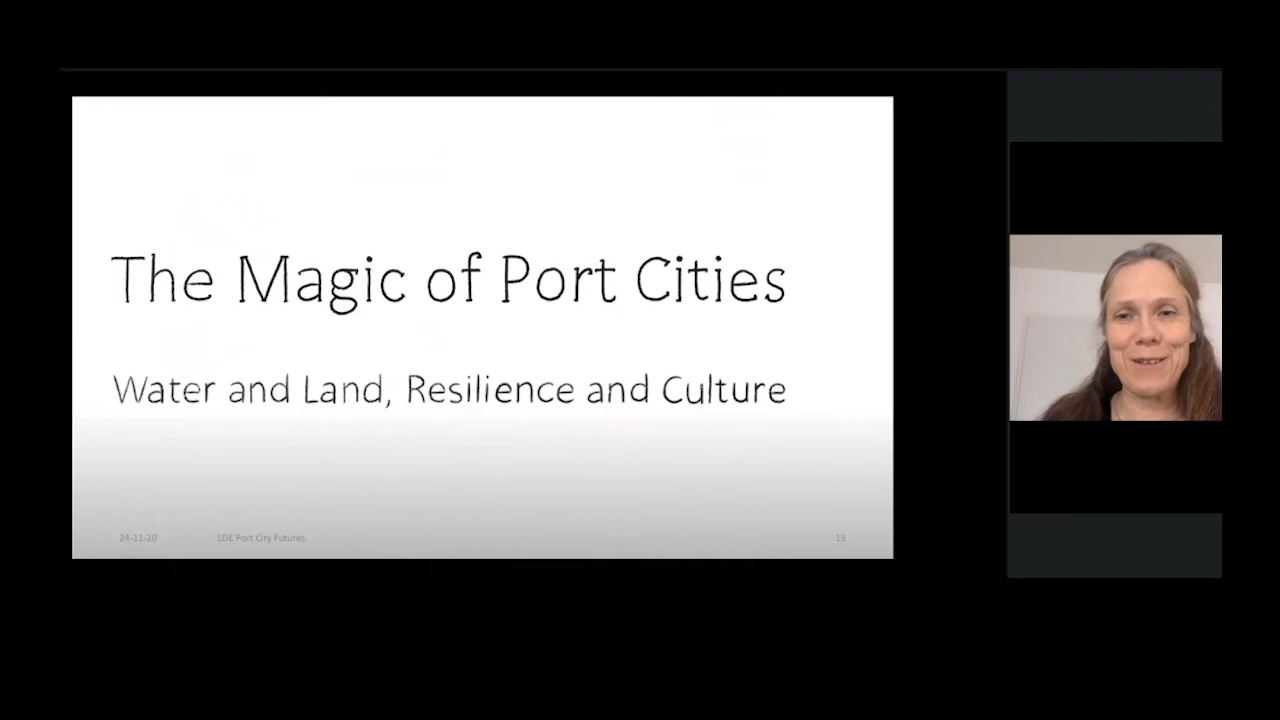 The Magic of Port Cities
Water and Land, Resilience and Culture
24-11-20 LDE Port City Futures 13